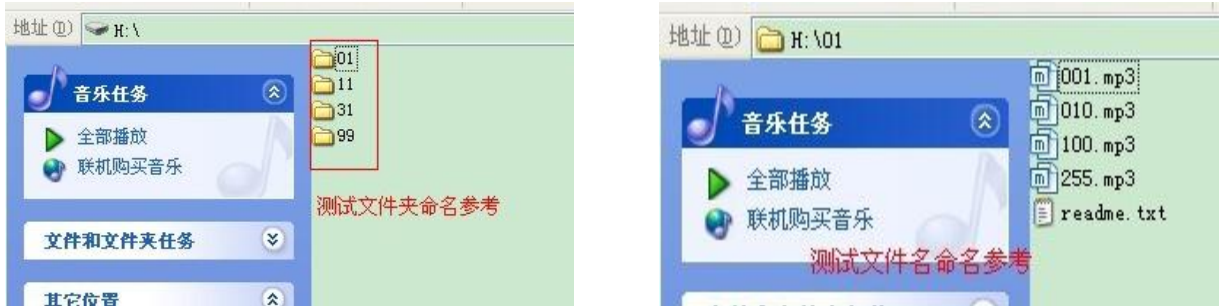 地址(D) H:\
01
11
31
99
音乐任务
全部播放
联机购买音乐
测试文件夹命名参考
文件和文件夹任务
其它位置
地址(D) H:\01
001.mp3
010.mp3
100.mp3
255.mp3
readme.txt
音乐任务
全部播放
联机购买音乐
测试文件名命名参考